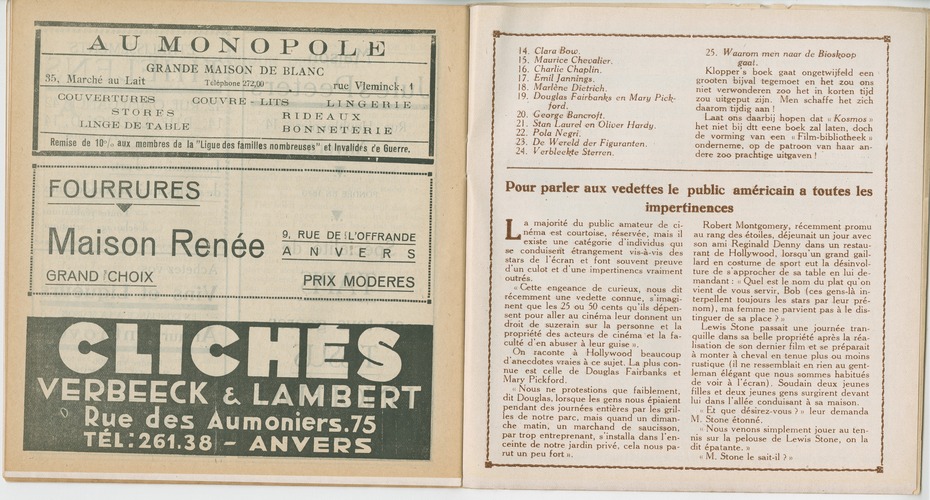 AU MONOPOLE
GRANDE MAISON DE BLANC
35, Marché au Lait Téléphone 272,00 rue Vleminck, 1
COUVERTURES COUVRE-LITS LINGERIE
STORES RIDEAUX
LINGE DE TABLE BONNETERIE
Remise de 10% aux membres de la "Ligue des familles nombreuses" et Invalides de Guerre.
FOURRURES
Maison Renée
9, RUE DE L'OFFRANDE
ANVERS
GRAND CHOIX PRIX MODERES
CLICHÉS
VERBEECK & LAMBERT
Rue des Aumoniers.75
TÉL: 261.38 - ANVERS
14. Clara Bow.
15. Maurice Chevalier.
16. Charlie Chaplin.
17. Emil Jannings.
18. Marlène Dietrich.
19. Douglas Fairbanks en Mary Pick-
ford.
20. George Bancroft.
21. Stan Laurel en Oliver Hardy.
22. Pola Negri.
23. De Wereld der Figuranten.
24. Verbleekte Sterren.
25. Waarom men naar de Bioskoop
gaat.
Klopper's boek gaat ongetwijfeld een
grooten bijval tegemoet en het zou ons
niet verwonderen zoo het in korten tijd
zou uitgeput zijn. Men schaffe het zich
daarom tijdig aan !
Laat ons daarbij hopen dat « Kosmos »
het niet bij dtt eene boek zal laten, doch
de vorming van een « Film-bibliotheek »
onderneme, op de patroon van haar an-
dere zoo prachtige uitgaven !
Pour parler aux vedettes le public américain a toutes les
impertinences
La majorité du public amateur de ci-
néma est courtoise, réservée, mais il
existe une catégorie d'individus qui
se conduisent étrangement vis-à-vis des
stars de l'écran et font souvent preuve
d'un culot et d'une impertinencs vraiment
outrés.
« Cette engeance de curieux, nous dit
récemment une vedette connue, s'imagi-
nent que les 25 ou 50 cents qu'ils dépen-
sent pour aller au cinéma leur donnent un
droit de suzerain sur la personne et la
propriété des acteurs de cinéma et la fa-
culté d'en abuser à leur guise ».
On raconte à Hollywood beaucoup
d'anecdotes vraies à ce sujet. La plus con-
nue est celle de Douglas Fairbanks et
Mary Pickford.
« Nous ne protestions que faiblement,
dit Douglas, lorsque les gens nous épiaient
pendant des journées entières par les gril-
les de notre parc, mais quand un diman-
che matin, un marchand de saucisson,
par trop entreprenant, s'installa dans l'en-
ceinte de notre jardin privé, cela nous pa-
rut un peu fort ».
Robert Montgomery, récemment promu
au rang des étoiles, déjeunait un jour avec
son ami Reginald Denny dans un restau-
rant de Hollywood, lorsqu'un grand gail-
lard en costume de sport eut la désinvol-
ture de s'approcher de sa table en lui de-
mandant : « Quel est le nom du plat qu'on
vient de vous servir, Bob (ces gens-là in-
terpellent toujours les stars par leur pré-
nom), ma femme ne parvient pas à le dis-
tinguer de sa place ? »
Lewis Stone passait une journée tran-
quille dans sa belle propriété après la réa-
lisation de son dernier film et se préparait
à monter à cheval en tenue plus ou moins
rustique (il ne ressemblait en rien au gent-
leman élégant que nous sommes habitués
de voir à l'écran). Soudain deux jeunes
filles et deux jeunes gens surgirent devant
lui dans l'allée conduisant à sa maison.
« Et que désirez-vous ? » leur demanda
M. Stone étonné.
« Nous venons simplement jouer au ten-
nis sur la pelouse de Lewis Stone, on la
dit épatante. »
« M. Stone le sait-il ? »